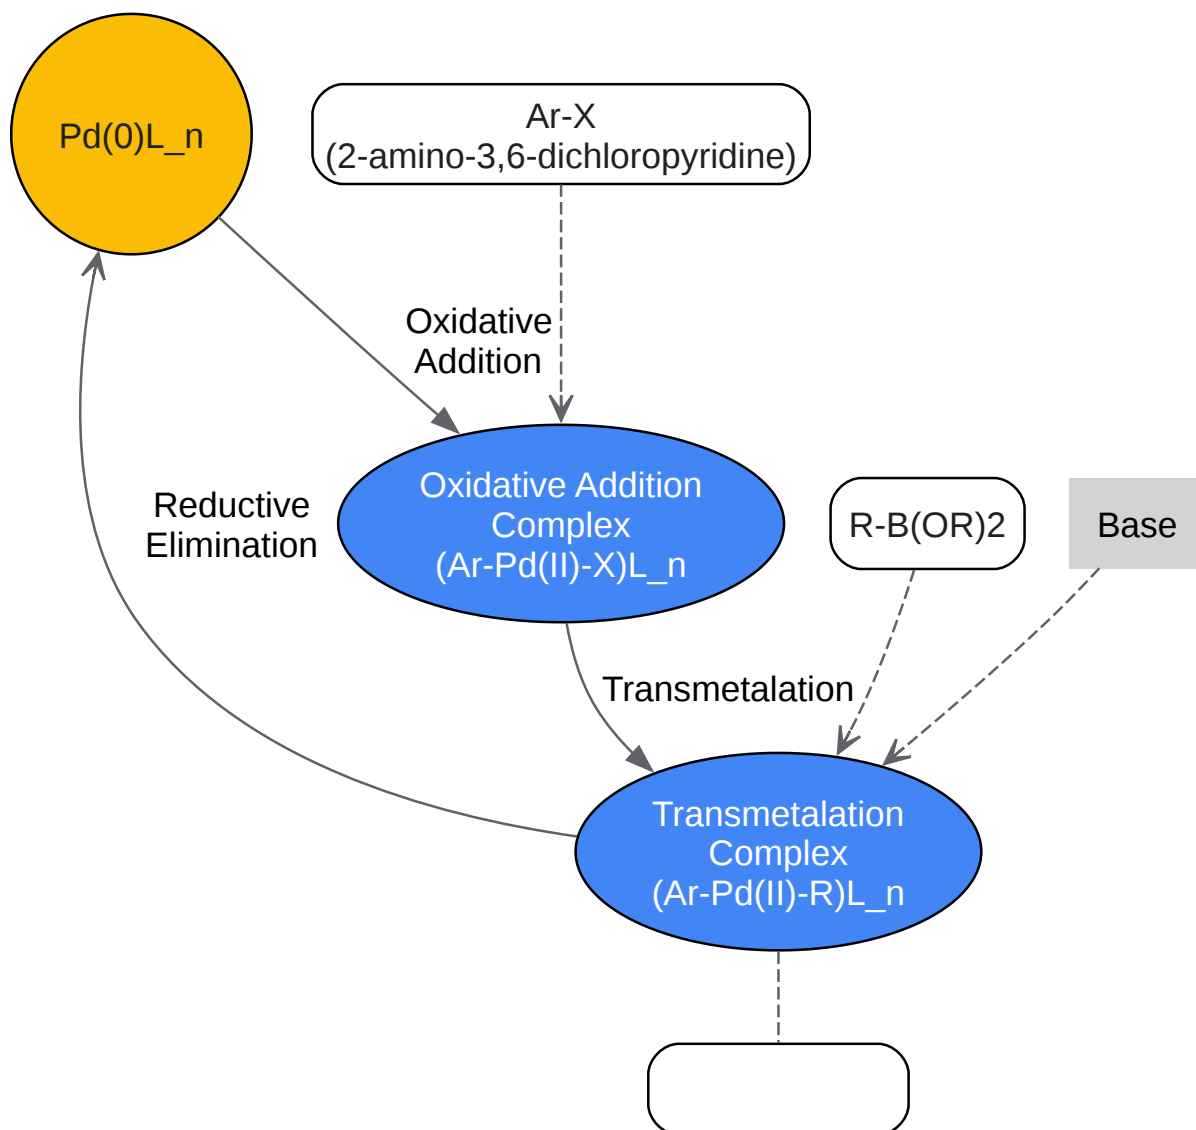 Pd(0)L_n
Ar-X
(2-amino-3,6-dichloropyridine)
Oxidative
Addition
Oxidative Addition
Complex
(Ar-Pd(II)-X)L_n
Reductive
Elimination
R-B(OR)2
Base
Transmetalation
Transmetalation
Complex
(Ar-Pd(II)-R)L_n